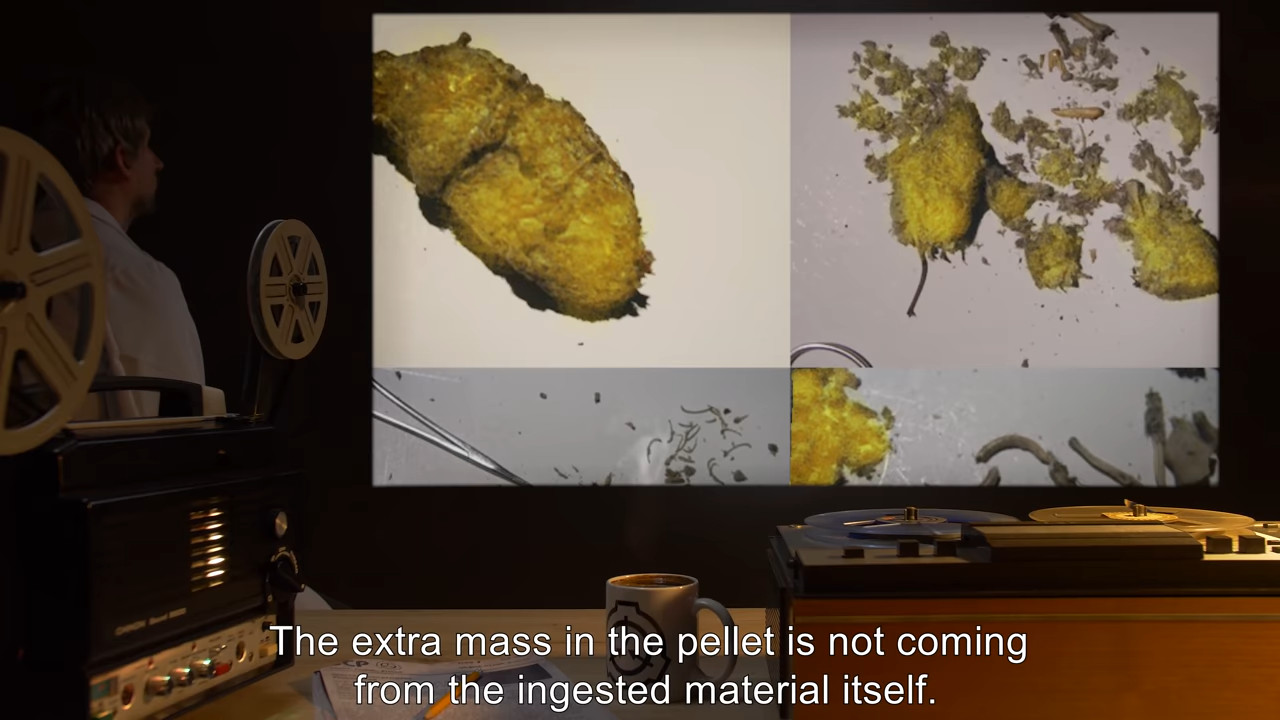 The extra mass in the pellet is not coming
from the ingested material itself.